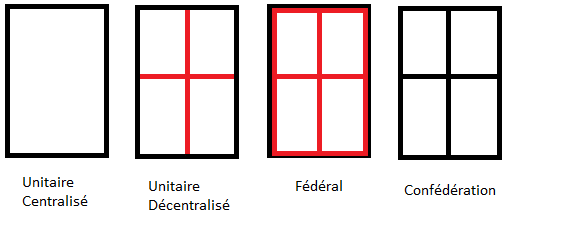 Unitaire
Centralisé
Unitaire
Décentralisé
Fédéral
Confédération